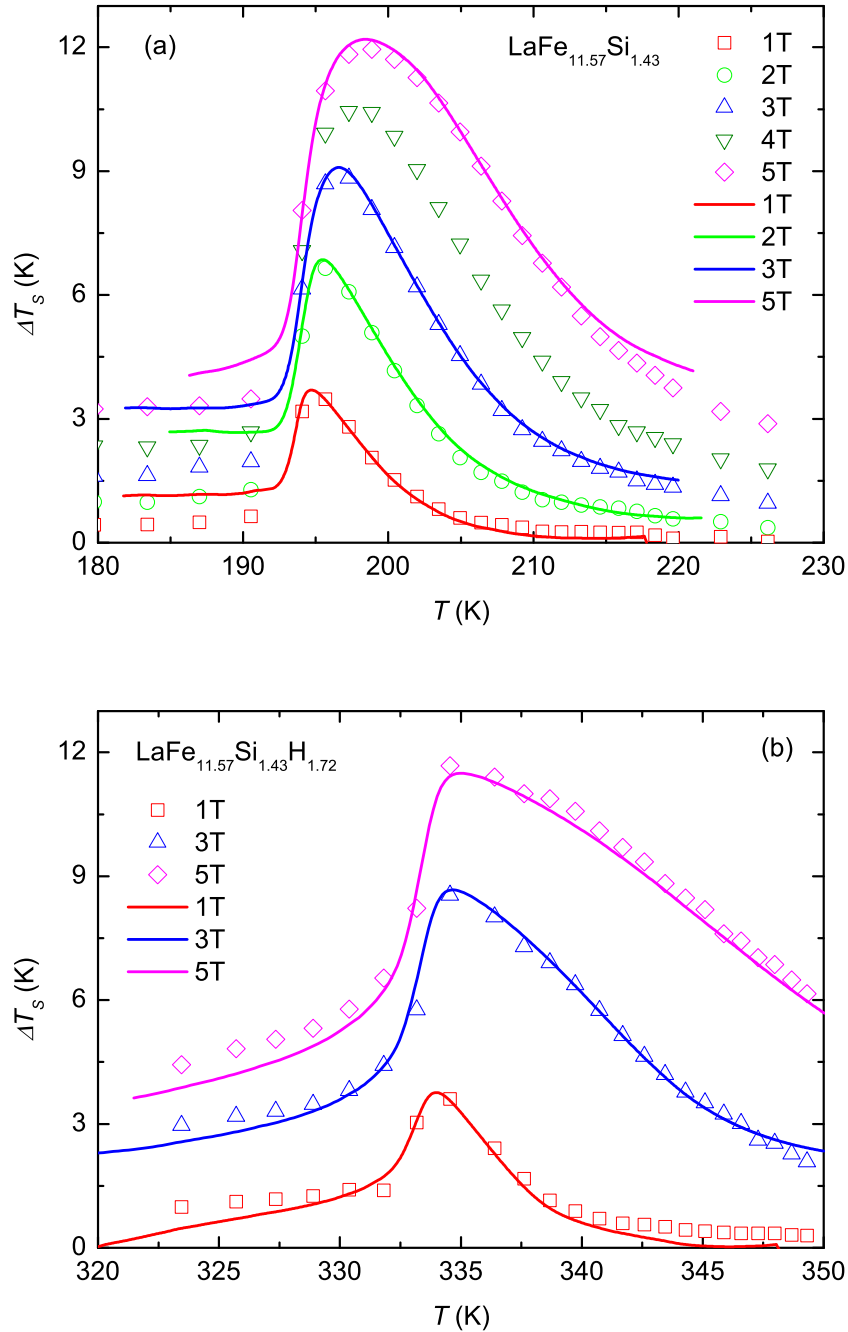 (a) LaFe11.57Si1.43
1T
2T
3T
4T
5T
1T
2T
3T
5T
12
9
6
3
0
ΔTS (K)
180 190 200 210 220 230
T (K)
LaFe11.57Si1.43H1.72 (b)
1T
3T
5T
1T
3T
5T
12
9
6
3
0
ΔTS (K)
320 325 330 335 340 345 350
T (K)